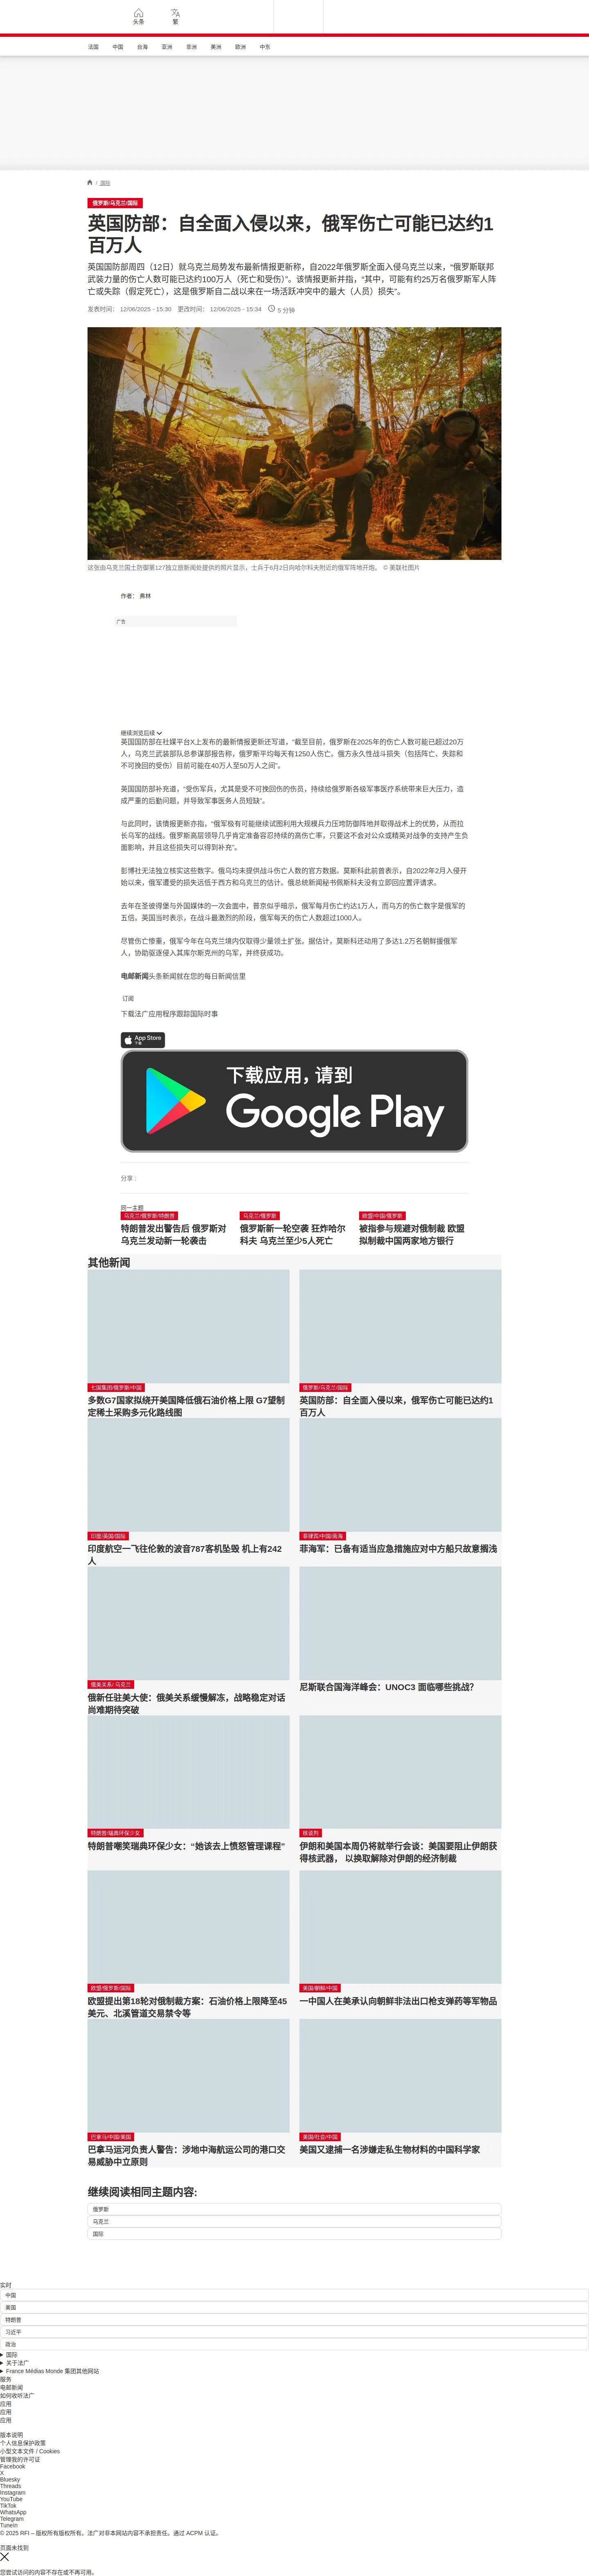 头条
繁
法国
中国
台海
亚洲
非洲
美洲
欧洲
中东
/ 国际
俄罗斯/乌克兰/国际
英国防部：自全面入侵以来，俄军伤亡可能已达约1
百万人
英国国防部周四（12日）就乌克兰局势发布最新情报更新称，自2022年俄罗斯全面入侵乌克兰以来，“俄罗斯联邦
武装力量的伤亡人数可能已达约100万人（死亡和受伤）”。该情报更新并指，“其中，可能有约25万名俄罗斯军人阵
亡或失踪（假定死亡），这是俄罗斯自二战以来在一场活跃冲突中的最大（人员）损失”。
发表时间： 12/06/2025 - 15:30 更改时间： 12/06/2025 - 15:34 5 分钟
这张由乌克兰国土防御第127独立旅新闻处提供的照片显示，士兵于6月2日向哈尔科夫附近的俄军阵地开炮。 © 美联社图片
作者： 弗林
广告
继续浏览后续
英国国防部在社媒平台X上发布的最新情报更新还写道，“截至目前，俄罗斯在2025年的伤亡人数可能已超过20万
人，乌克兰武装部队总参谋部报告称，俄罗斯平均每天有1250人伤亡。俄方永久性战斗损失（包括阵亡、失踪和
不可挽回的受伤）目前可能在40万人至50万人之间”。
英国国防部补充道，“受伤军兵，尤其是受不可挽回伤的伤员，持续给俄罗斯各级军事医疗系统带来巨大压力，造
成严重的后勤问题，并导致军事医务人员短缺”。
与此同时，该情报更新亦指，“俄军极有可能继续试图利用大规模兵力压垮防御阵地并取得战术上的优势，从而拉
长乌军的战线。俄罗斯高层领导几乎肯定准备容忍持续的高伤亡率，只要这不会对公众或精英对战争的支持产生负
面影响，并且这些损失可以得到补充”。
彭博社无法独立核实这些数字。俄乌均未提供战斗伤亡人数的官方数据。莫斯科此前曾表示，自2022年2月入侵开
始以来，俄军遭受的损失远低于西方和乌克兰的估计。俄总统新闻秘书佩斯科夫没有立即回应置评请求。
去年在圣彼得堡与外国媒体的一次会面中，普京似乎暗示，俄军每月伤亡约达1万人，而乌方的伤亡数字是俄军的
五倍。英国当时表示，在战斗最激烈的阶段，俄军每天的伤亡人数超过1000人。
尽管伤亡惨重，俄军今年在乌克兰境内仅取得少量领土扩张。据估计，莫斯科还动用了多达1.2万名朝鲜援俄军
人，协助驱逐侵入其库尔斯克州的乌军，并终获成功。
电邮新闻头条新闻就在您的每日新闻信里
订阅
下载法广应用程序跟踪国际时事
App Store
下载
下载应用，请到
Google Play
分享 :
同一主题
乌克兰/俄罗斯/特朗普
特朗普发出警告后 俄罗斯对
乌克兰发动新一轮袭击
乌克兰/俄罗斯
俄罗斯新一轮空袭 狂炸哈尔
科夫 乌克兰至少5人死亡
欧盟/中国/俄罗斯
被指参与规避对俄制裁 欧盟
拟制裁中国两家地方银行
其他新闻
七国集团/俄罗斯/中国
多数G7国家拟绕开美国降低俄石油价格上限 G7望制
定稀土采购多元化路线图
俄罗斯/乌克兰/国际
英国防部：自全面入侵以来，俄军伤亡可能已达约1
百万人
印度/英国/国际
印度航空一飞往伦敦的波音787客机坠毁 机上有242
人
菲律宾/中国/南海
菲海军：已备有适当应急措施应对中方船只故意搁浅
俄美关系/ 乌克兰
俄新任驻美大使：俄美关系缓慢解冻，战略稳定对话
尚难期待突破
尼斯联合国海洋峰会：UNOC3 面临哪些挑战?
特朗普/瑞典环保少女
特朗普嘲笑瑞典环保少女：“她该去上愤怒管理课程”
核谈判
伊朗和美国本周仍将就举行会谈：美国要阻止伊朗获
得核武器， 以换取解除对伊朗的经济制裁
欧盟/俄罗斯/国际
欧盟提出第18轮对俄制裁方案：石油价格上限降至45
美元、北溪管道交易禁令等
美国/朝鲜/中国
一中国人在美承认向朝鲜非法出口枪支弹药等军物品
巴拿马/中国/美国
巴拿马运河负责人警告：涉地中海航运公司的港口交
易威胁中立原则
美国/社会/中国
美国又逮捕一名涉嫌走私生物材料的中国科学家
继续阅读相同主题内容:
俄罗斯
乌克兰
国际
实时
中国
美国
特朗普
习近平
政治
国际
关于法广
France Médias Monde 集团其他网站
服务
电邮新闻
如何收听法广
应用
应用
应用
版本说明
个人信息保护政策
小型文本文件 / Cookies
管理我的许可证
Facebook
X
Bluesky
Threads
Instagram
YouTube
TikTok
WhatsApp
Telegram
TuneIn
© 2025 RFI – 版权所有版权所有。法广对非本网站内容不承担责任。通过 ACPM 认证。
页面未找到
您尝试访问的内容不存在或不再可用。